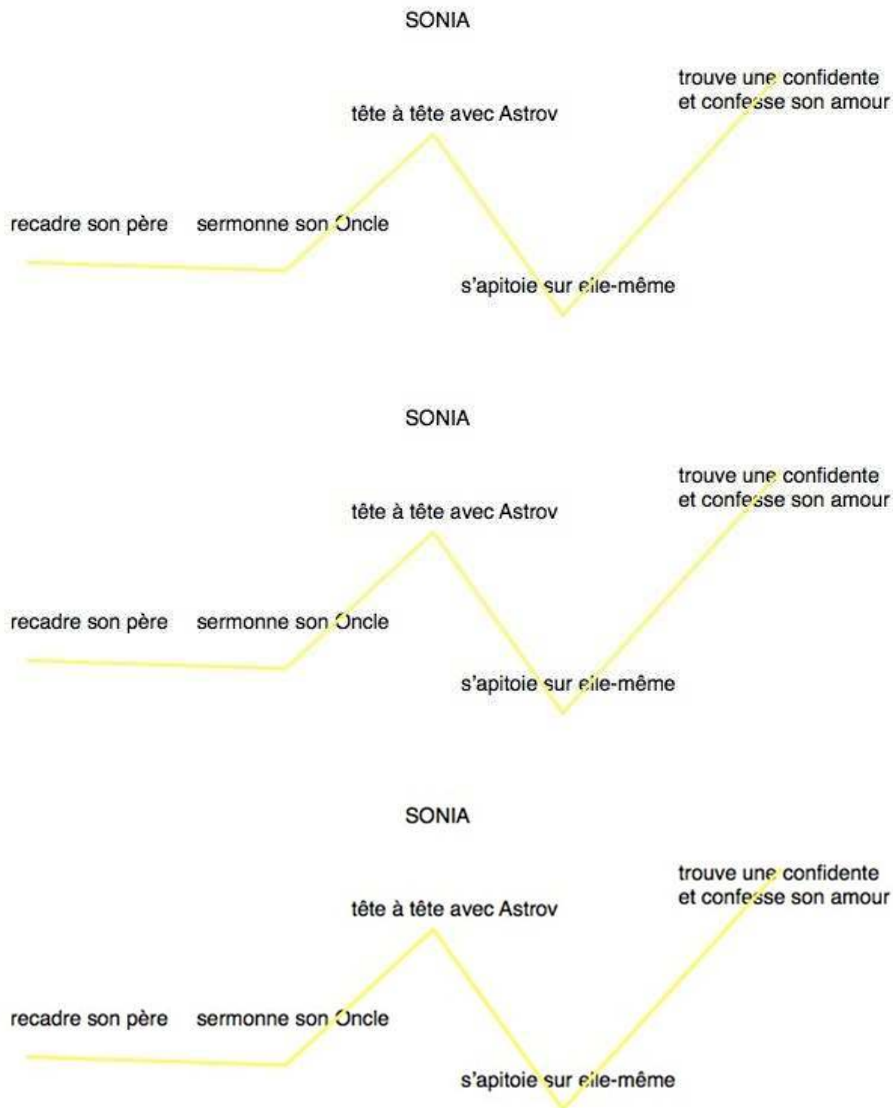 SONIA
trouve une confidente
et confesse son amour
tête à tête avec Astrov
recadre son père sermonne son Oncle
s'apitoie sur elle-même
SONIA
trouve une confidente
et confesse son amour
tête à tête avec Astrov
recadre son père sermonne son Oncle
s'apitoie sur elle-même
SONIA
trouve une confidente
et confesse son amour
tête à tête avec Astrov
recadre son père sermonne son Oncle
s'apitoie sur elle-même